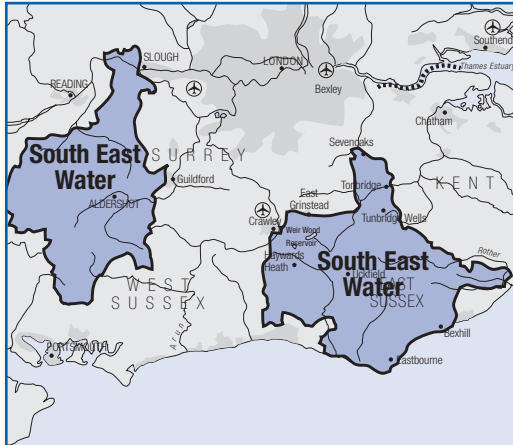 Southend
SLOUGH
LONDON
Thames Estuary
READING
Bexley
Chatham
Sevenoaks
South East
Water
SURREY
Guildford
ALDERSHOT
Tonbridge
KENT
East
Grinstead
Tunbridge Wells
Crawley
Weir Wood
Reservoir
Haywards
Heath
South East
Water
Uckfield
EAST
SUSSEX
Rother
WEST
SUSSEX
Arun
Bexhill
PORTSMOUTH
Eastbourne